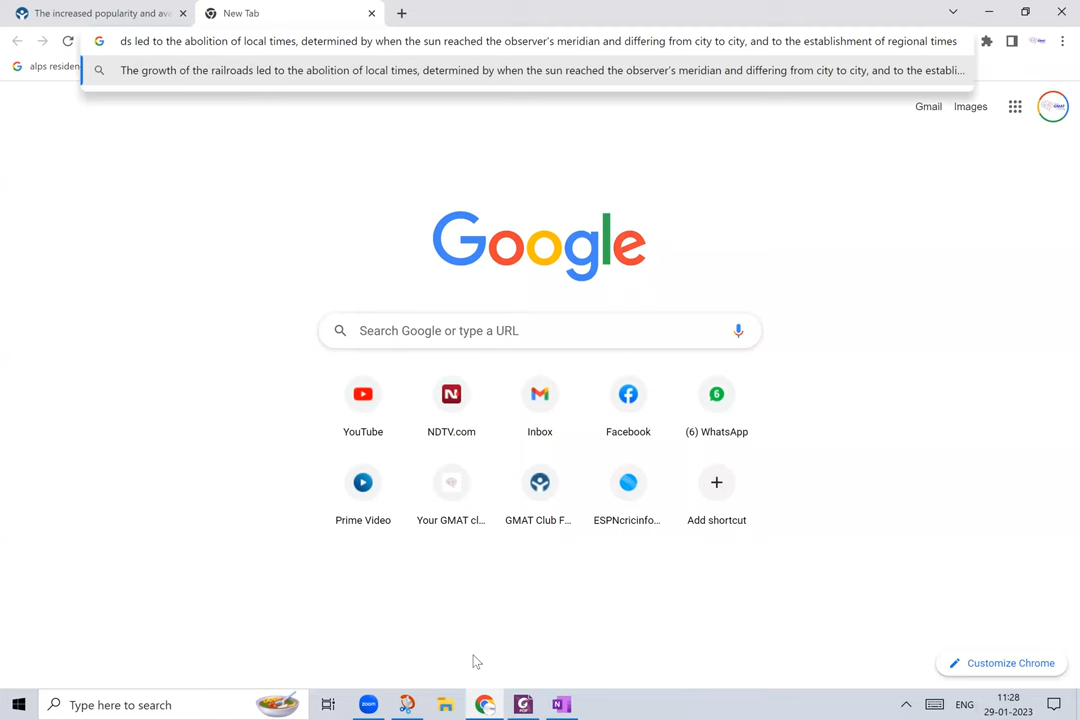 The increased popularity and ava
New Tab
ds led to the abolition of local times, determined by when the sun reached the observer's meridian and differing from city to city, and to the establishment of regional times
alps residen
The growth of the railroads led to the abolition of local times, determined by when the sun reached the observer's meridian and differing from city to city, and to the establi...
Gmail Images
GMAT
Google
Search Google or type a URL
YouTube NDTV.com Inbox Facebook (6) WhatsApp
Prime Video Your GMAT cl... GMAT Club F... ESPNcricinfo... Add shortcut
Customize Chrome
Type here to search
zoom
ENG
11:28
29-01-2023